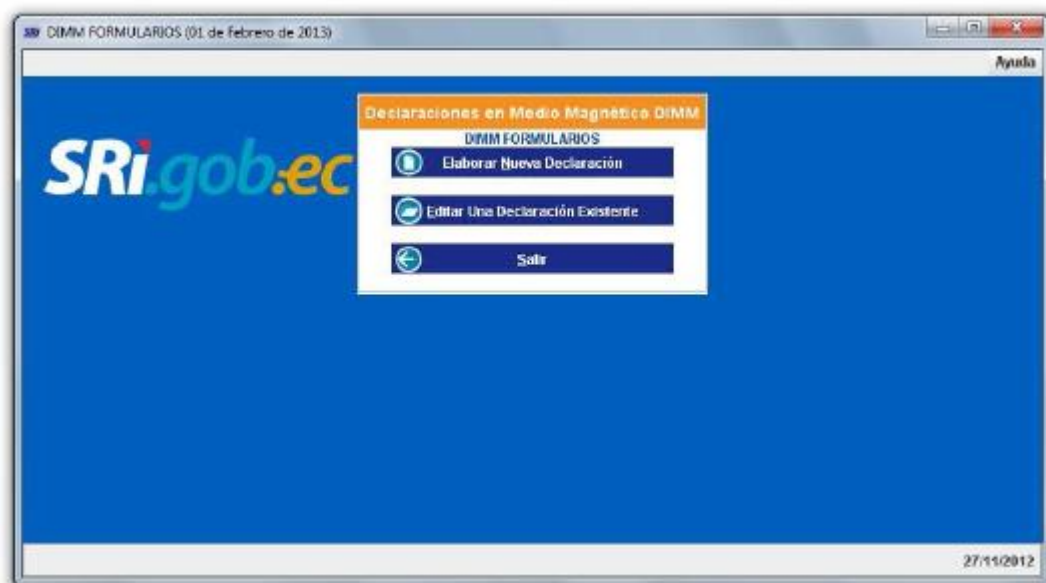 SRi DIMM FORMULARIOS (01 de Febrero de 2013)
Ayuda
SRi.gob.ec
Declaraciones en Medio Magnético DIMM
DIMM FORMULARIOS
Elaborar Nueva Declaración
Editar Una Declaración Existente
Salir
27/11/2012